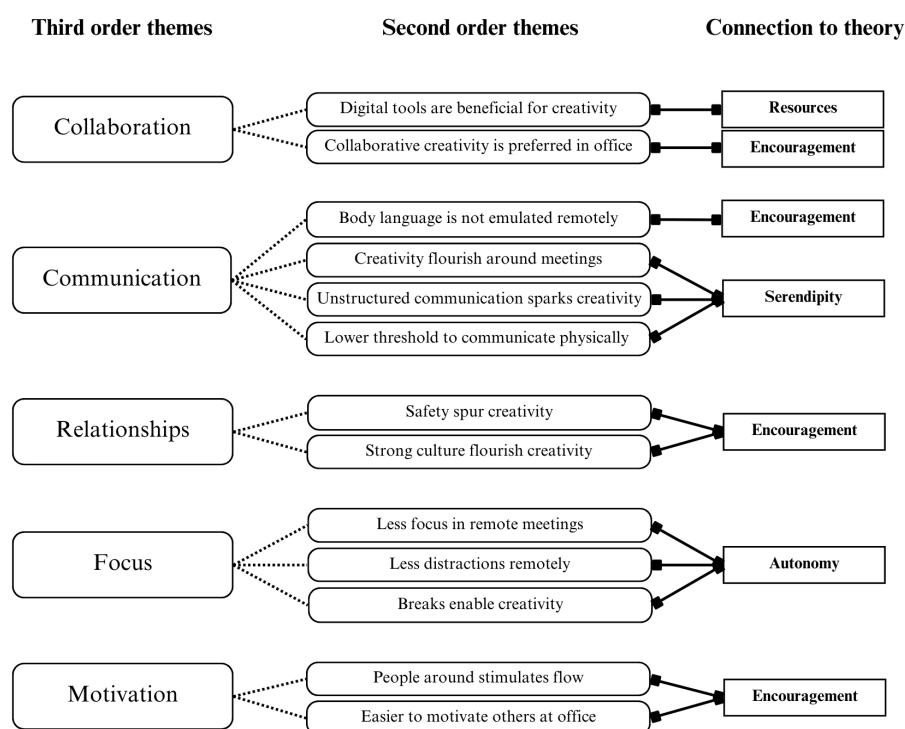 Third order themes
Second order themes
Connection to theory
Collaboration
Digital tools are beneficial for creativity
Resources
Collaborative creativity is preferred in office
Encouragement
Communication
Body language is not emulated remotely
Encouragement
Creativity flourish around meetings
Unstructured communication sparks creativity
Serendipity
Lower threshold to communicate physically
Relationships
Safety spur creativity
Encouragement
Strong culture flourish creativity
Focus
Less focus in remote meetings
Less distractions remotely
Autonomy
Breaks enable creativity
Motivation
People around stimulates flow
Encouragement
Easier to motivate others at office